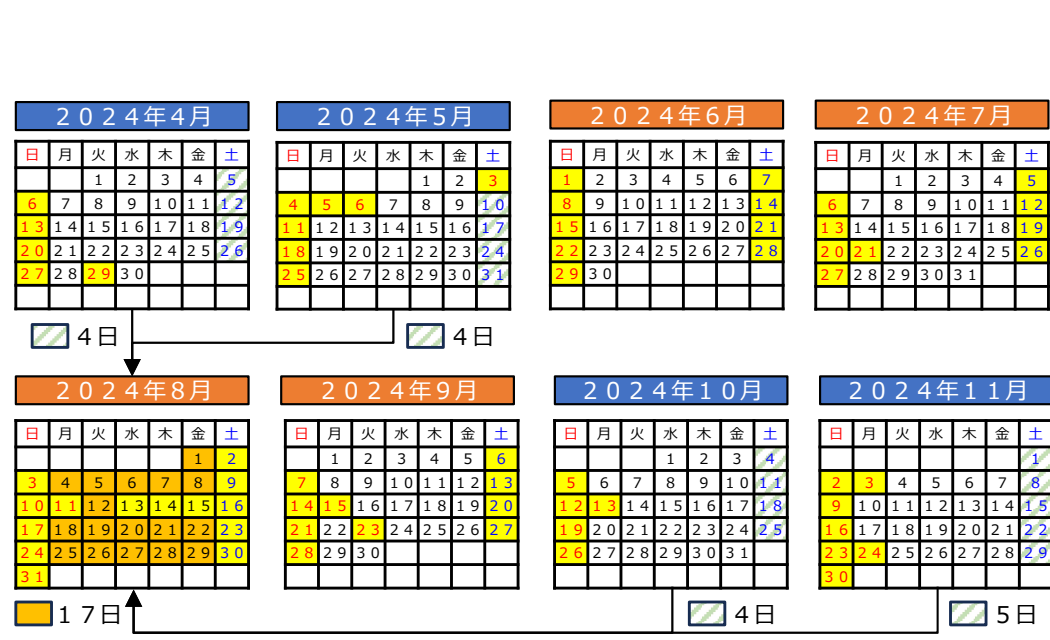 ２０２４年４月
日 月 火 水 木 金 土
1 2 3 4 5
6 7 8 9 10 11 12
13 14 15 16 17 18 19
20 21 22 23 24 25 26
27 28 29 30
４日
２０２４年５月
日 月 火 水 木 金 土
1 2 3
4 5 6 7 8 9 10
11 12 13 14 15 16 17
18 19 20 21 22 23 24
25 26 27 28 29 30 31
４日
２０２４年６月
日 月 火 水 木 金 土
1 2 3 4 5 6 7
8 9 10 11 12 13 14
15 16 17 18 19 20 21
22 23 24 25 26 27 28
29 30
２０２４年７月
日 月 火 水 木 金 土
1 2 3 4 5
6 7 8 9 10 11 12
13 14 15 16 17 18 19
20 21 22 23 24 25 26
27 28 29 30 31
２０２４年８月
日 月 火 水 木 金 土
1 2
3 4 5 6 7 8 9
10 11 12 13 14 15 16
17 18 19 20 21 22 23
24 25 26 27 28 29 30
31
１７日
２０２４年９月
日 月 火 水 木 金 土
1 2 3 4 5 6
7 8 9 10 11 12 13
14 15 16 17 18 19 20
21 22 23 24 25 26 27
28 29 30
２０２４年１０月
日 月 火 水 木 金 土
1 2 3 4
5 6 7 8 9 10 11
12 13 14 15 16 17 18
19 20 21 22 23 24 25
26 27 28 29 30 31
４日
２０２４年１１月
日 月 火 水 木 金 土
1
2 3 4 5 6 7 8
9 10 11 12 13 14 15
16 17 18 19 20 21 22
23 24 25 26 27 28 29
30
５日